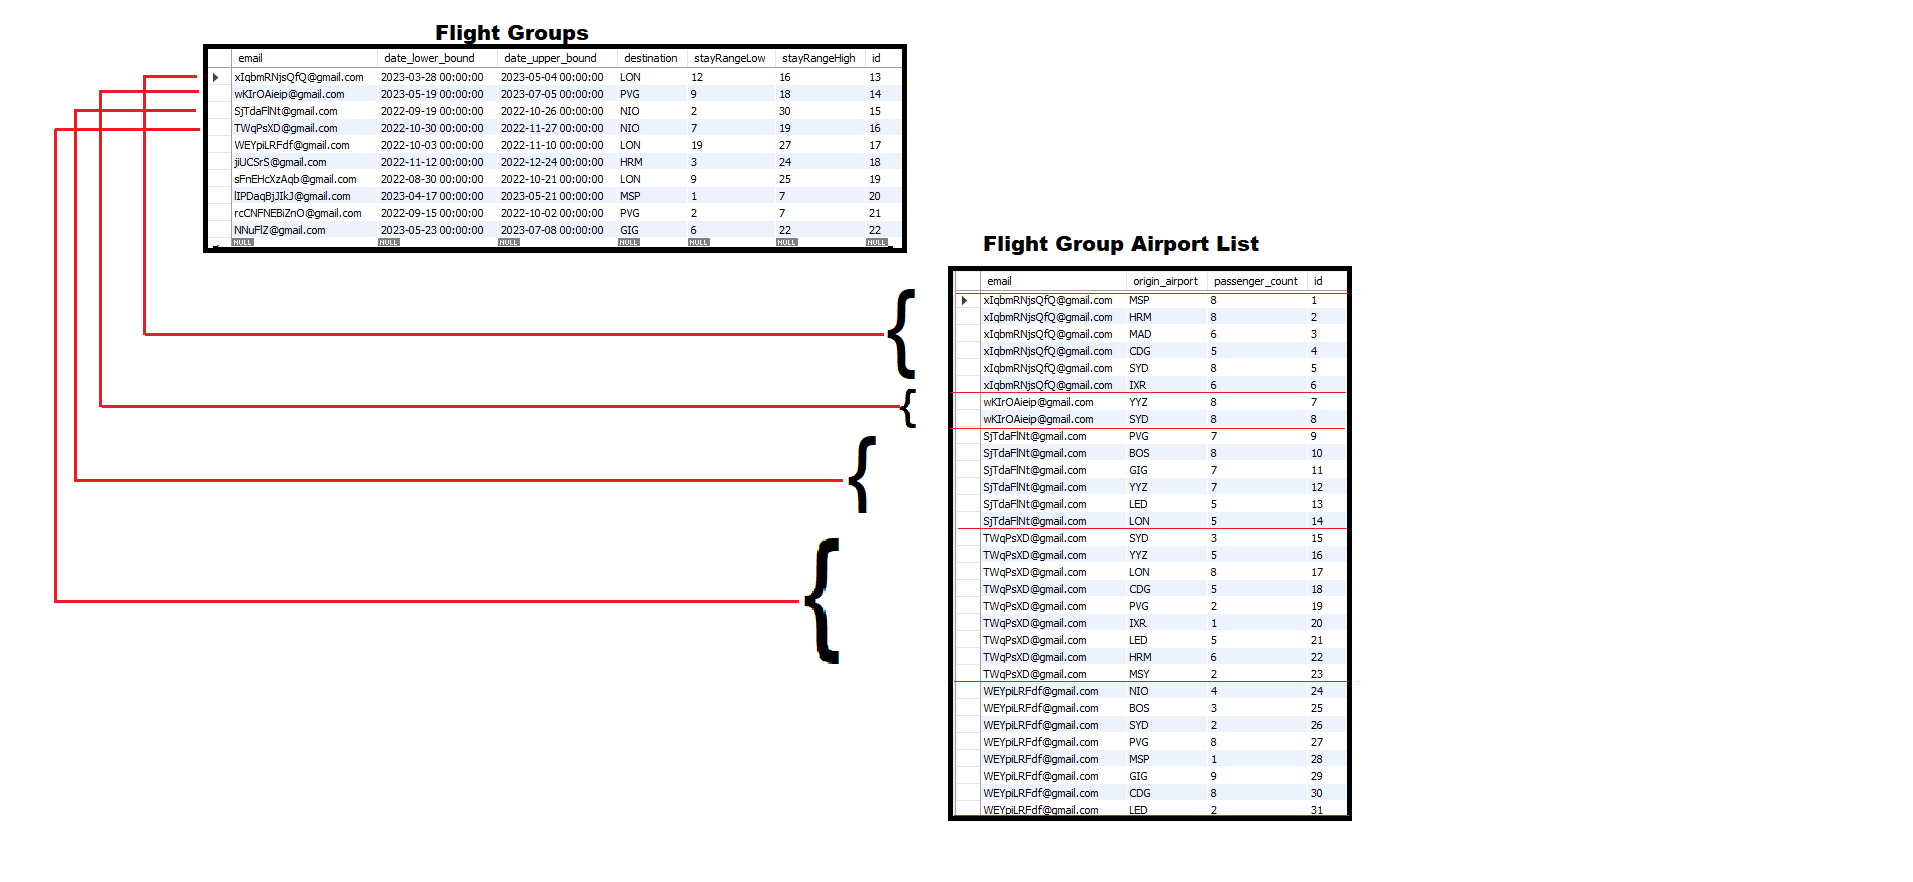 Flight Groups
email date_lower_bound date_upper_bound destination stayRangeLow stayRangeHigh id
xIqbmRNjsQfQ@gmail.com 2023-03-28 00:00:00 2023-05-04 00:00:00 LON 12 16 13
wKIrOAieip@gmail.com 2023-05-19 00:00:00 2023-07-05 00:00:00 PVG 9 18 14
SjTdaFlNt@gmail.com 2022-09-19 00:00:00 2022-10-26 00:00:00 NIO 2 30 15
TWqPsXD@gmail.com 2022-10-30 00:00:00 2022-11-27 00:00:00 NIO 7 19 16
WEYpiLRFdf@gmail.com 2022-10-03 00:00:00 2022-11-10 00:00:00 LON 19 27 17
jiUCSrS@gmail.com 2022-11-12 00:00:00 2022-12-24 00:00:00 HRM 3 24 18
sFnEHcXzAqb@gmail.com 2022-08-30 00:00:00 2022-10-21 00:00:00 LON 9 25 19
lIPDaqBjJIkJ@gmail.com 2023-04-17 00:00:00 2023-05-21 00:00:00 MSP 1 7 20
rcCNFNEBiZnO@gmail.com 2022-09-15 00:00:00 2022-10-02 00:00:00 PVG 2 7 21
NNuFlZ@gmail.com 2023-05-23 00:00:00 2023-07-08 00:00:00 GIG 6 22 22
NULL NULL NULL NULL NULL NULL NULL
Flight Group Airport List
email origin_airport passenger_count id
xIqbmRNjsQfQ@gmail.com MSP 8 1
xIqbmRNjsQfQ@gmail.com HRM 8 2
xIqbmRNjsQfQ@gmail.com MAD 6 3
xIqbmRNjsQfQ@gmail.com CDG 5 4
xIqbmRNjsQfQ@gmail.com SYD 8 5
xIqbmRNjsQfQ@gmail.com IXR 6 6
wKIrOAieip@gmail.com YYZ 8 7
wKIrOAieip@gmail.com SYD 8 8
SjTdaFlNt@gmail.com PVG 7 9
SjTdaFlNt@gmail.com BOS 8 10
SjTdaFlNt@gmail.com GIG 7 11
SjTdaFlNt@gmail.com YYZ 7 12
SjTdaFlNt@gmail.com LED 5 13
SjTdaFlNt@gmail.com LON 5 14
TWqPsXD@gmail.com SYD 3 15
TWqPsXD@gmail.com YYZ 5 16
TWqPsXD@gmail.com LON 8 17
TWqPsXD@gmail.com CDG 5 18
TWqPsXD@gmail.com PVG 2 19
TWqPsXD@gmail.com IXR 1 20
TWqPsXD@gmail.com LED 5 21
TWqPsXD@gmail.com HRM 6 22
TWqPsXD@gmail.com MSY 2 23
WEYpiLRFdf@gmail.com NIO 4 24
WEYpiLRFdf@gmail.com BOS 3 25
WEYpiLRFdf@gmail.com SYD 2 26
WEYpiLRFdf@gmail.com PVG 8 27
WEYpiLRFdf@gmail.com MSP 1 28
WEYpiLRFdf@gmail.com GIG 9 29
WEYpiLRFdf@gmail.com CDG 8 30
WEYpiLRFdf@gmail.com LED 2 31